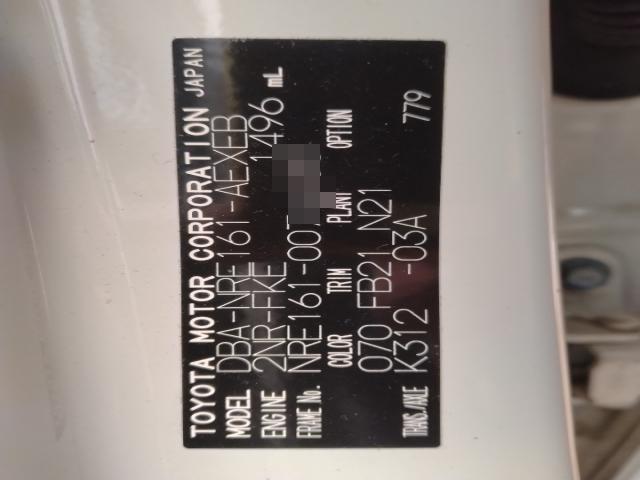 TOYOTA MOTOR CORPORATION JAPAN
MODEL DBA-NRE161-AEXEB
ENGINE 2NR-FKE 1496 mL
FRAME No. NRE161-007
COLOR TRIM PLANT OPTION
070 FB21 N21
TRANS./AXLE K312 -03A 779